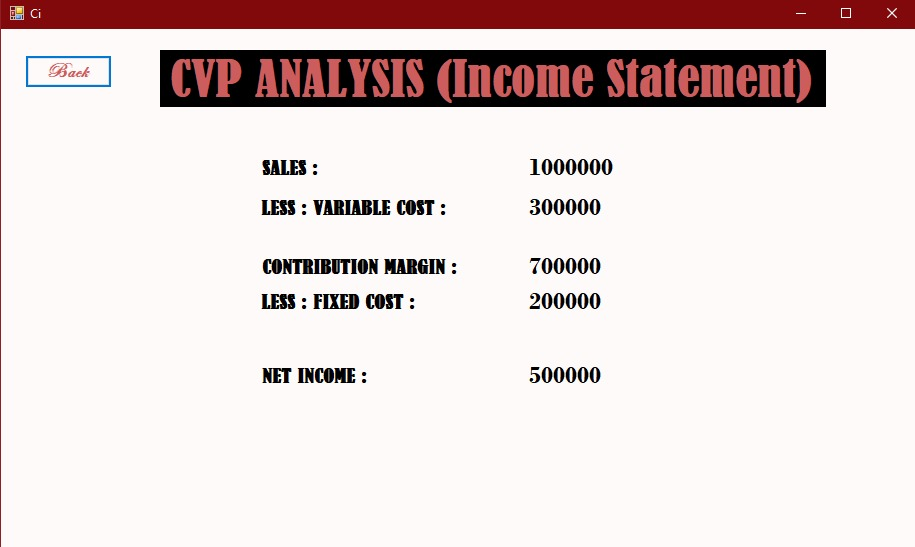 Ci
Back
CVP ANALYSIS (Income Statement)
SALES : 1000000
LESS : VARIABLE COST : 300000
CONTRIBUTION MARGIN : 700000
LESS : FIXED COST : 200000
NET INCOME : 500000